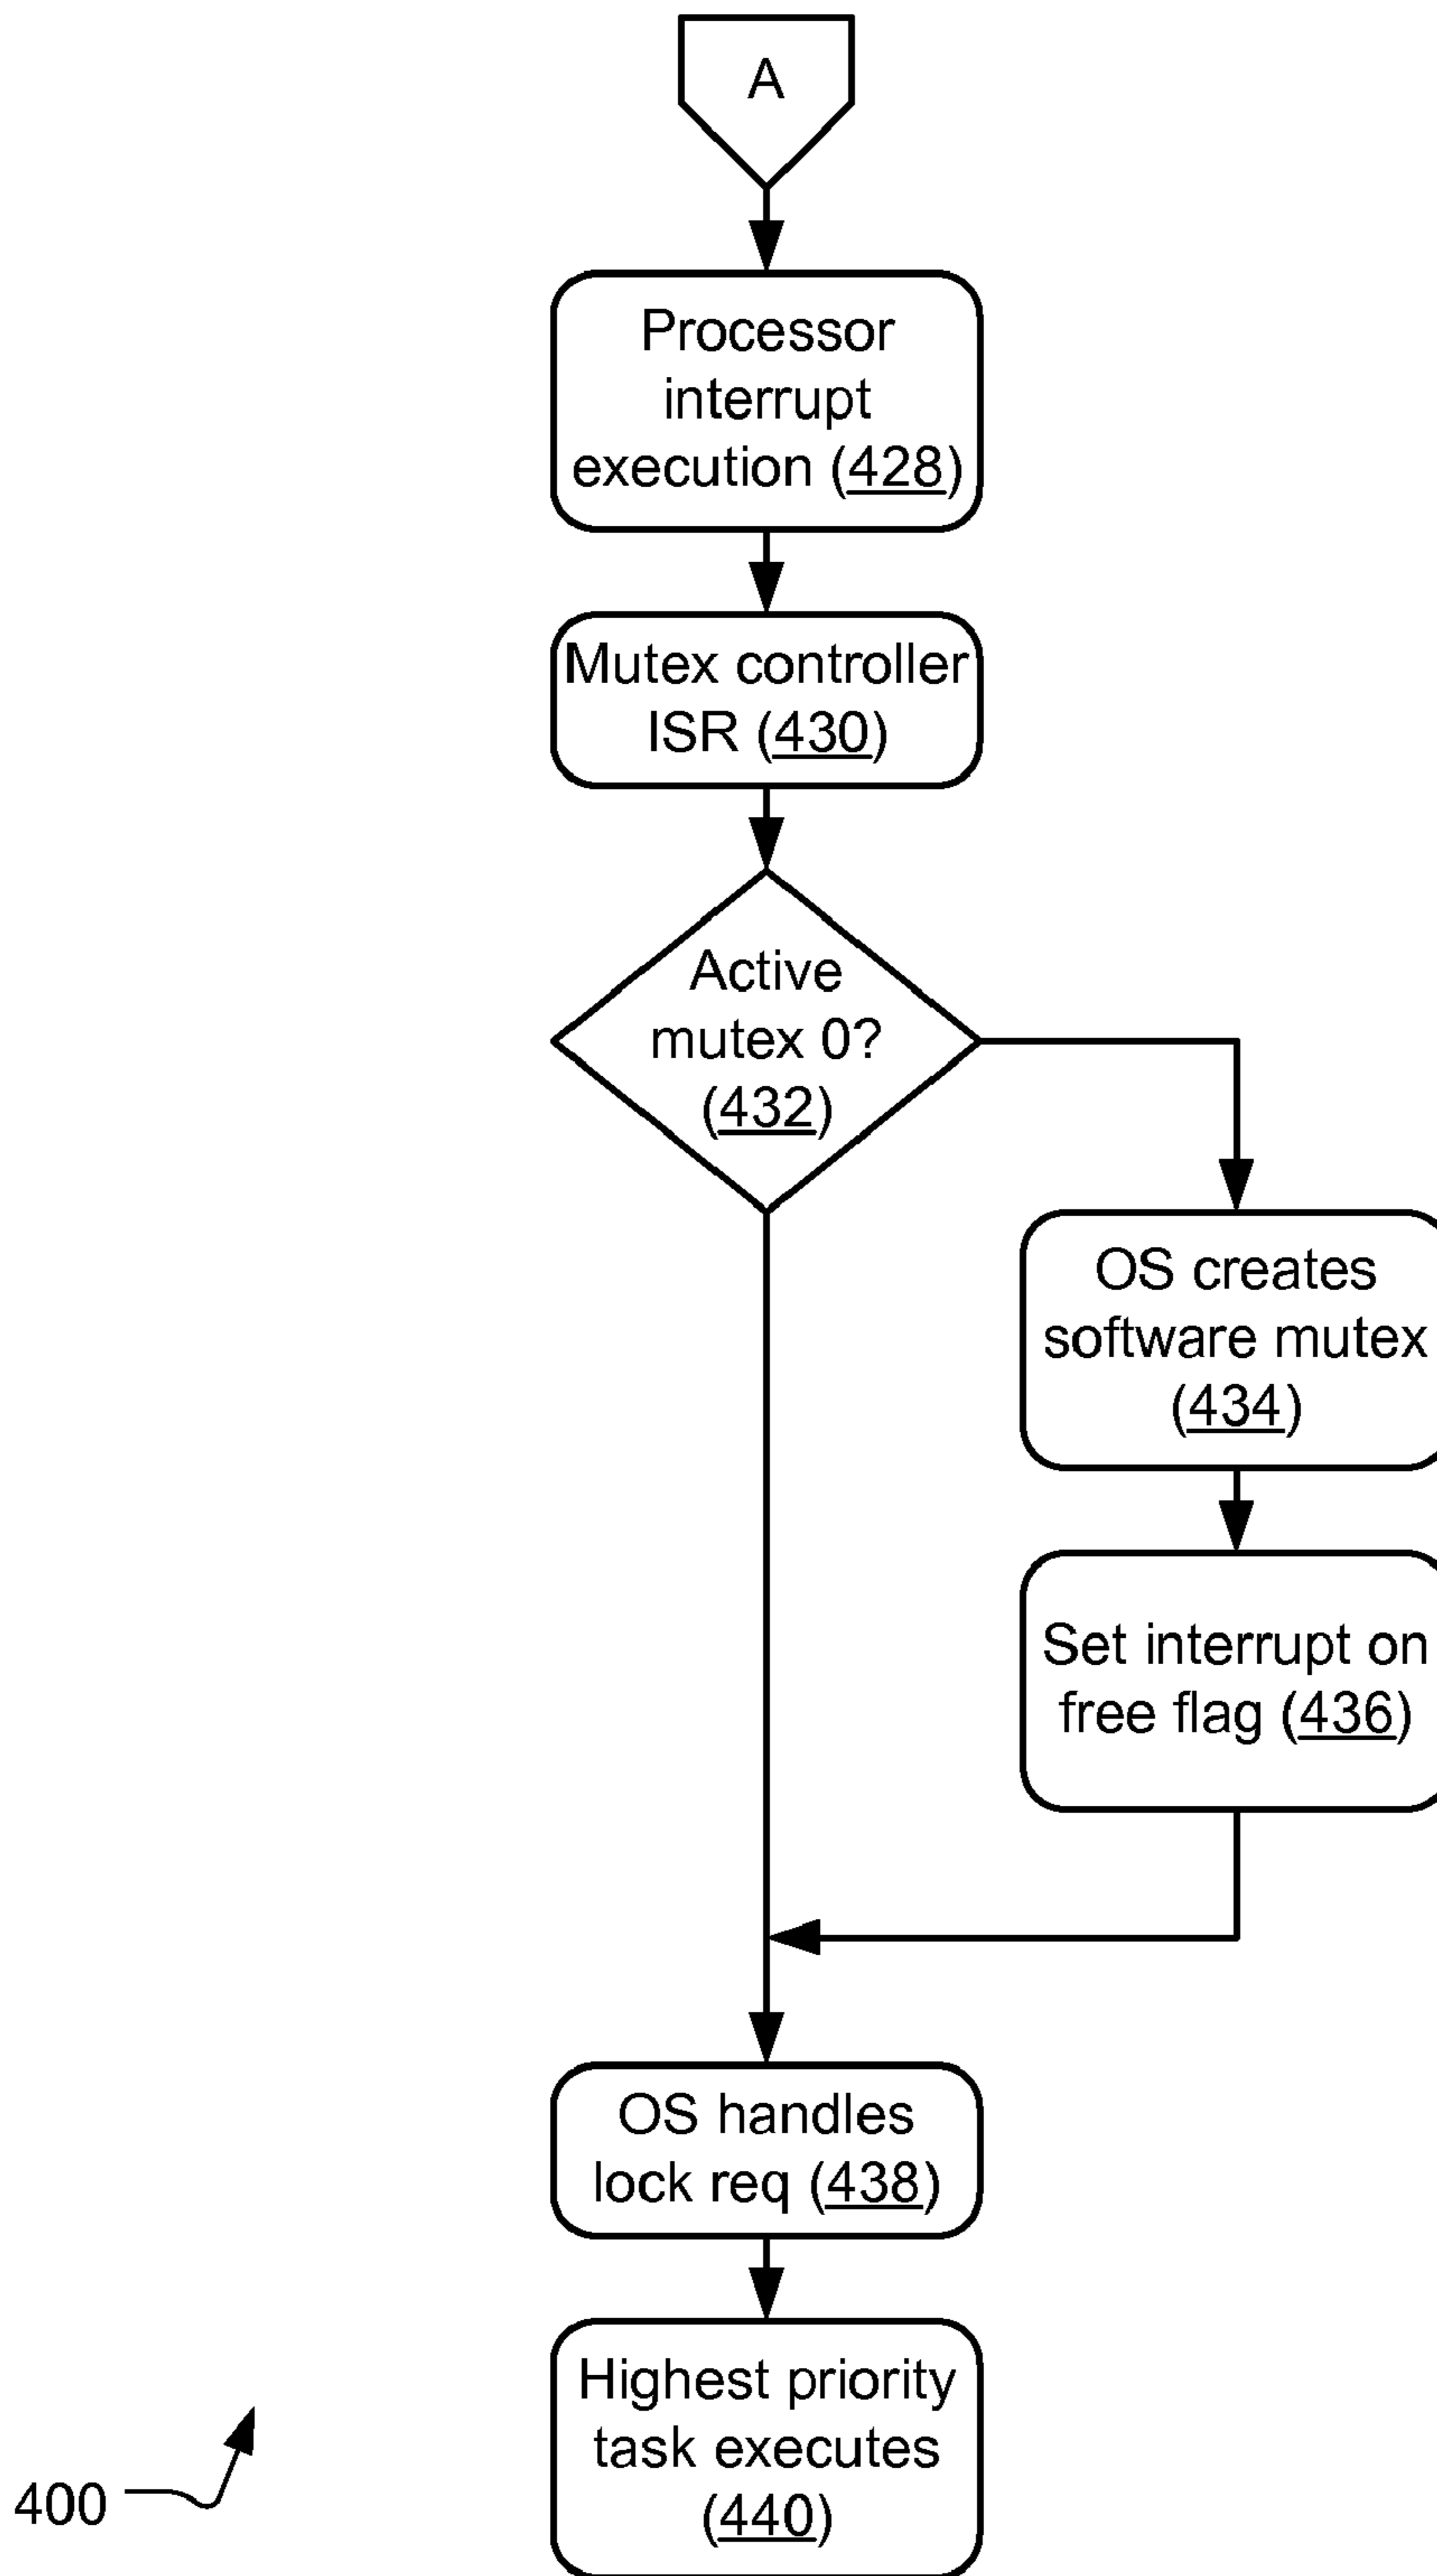 A
Processor
interrupt
execution (428)
Mutex controller
ISR (430)
Active
mutex 0?
(432)
OS creates
software mutex
(434)
Set interrupt on
free flag (436)
OS handles
lock req (438)
Highest priority
task executes
(440)
400